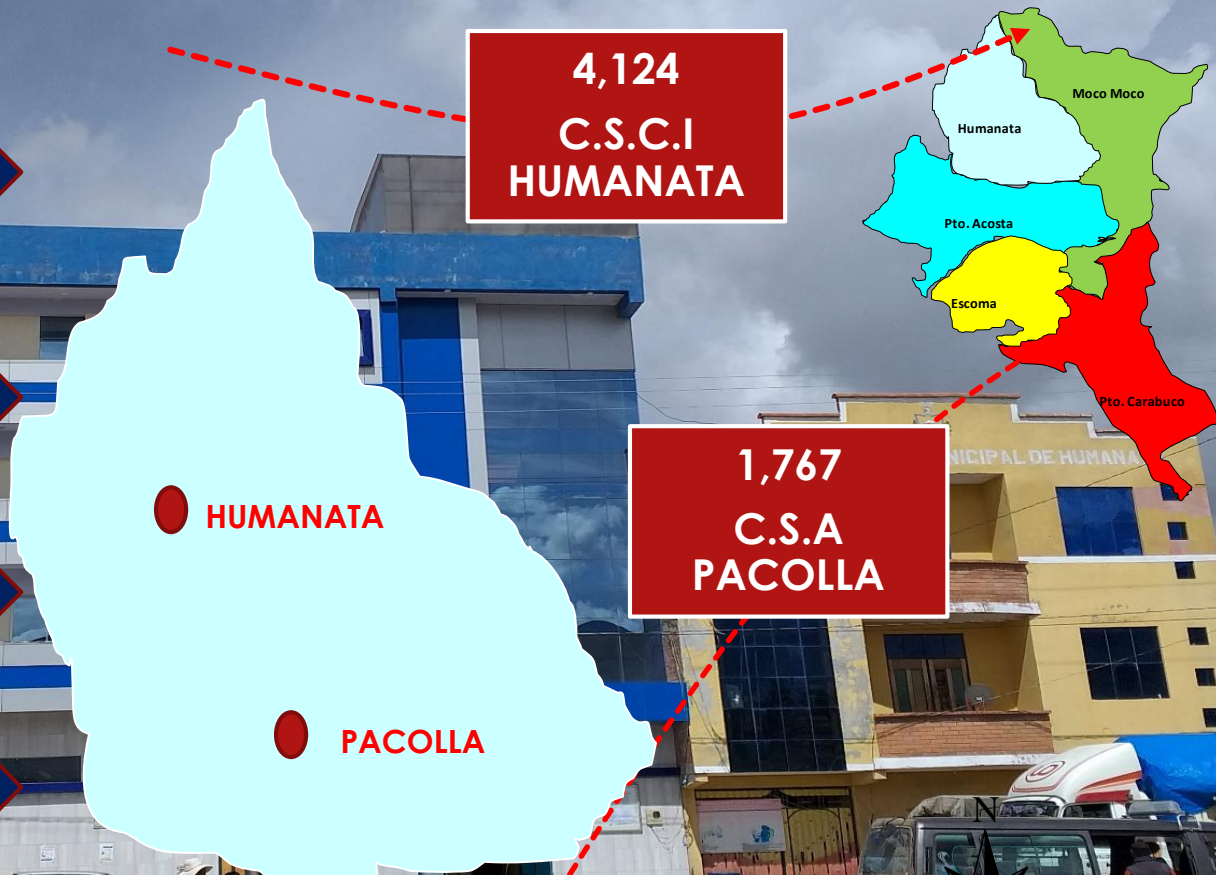 4,124
C.S.C.I
HUMANATA
Moco Moco
Humanata
Pto. Acosta
Escoma
Pto. Carabuco
1,767
C.S.A
PACOLLA
NICIPAL DE HUMANA
HUMANATA
PACOLLA
N